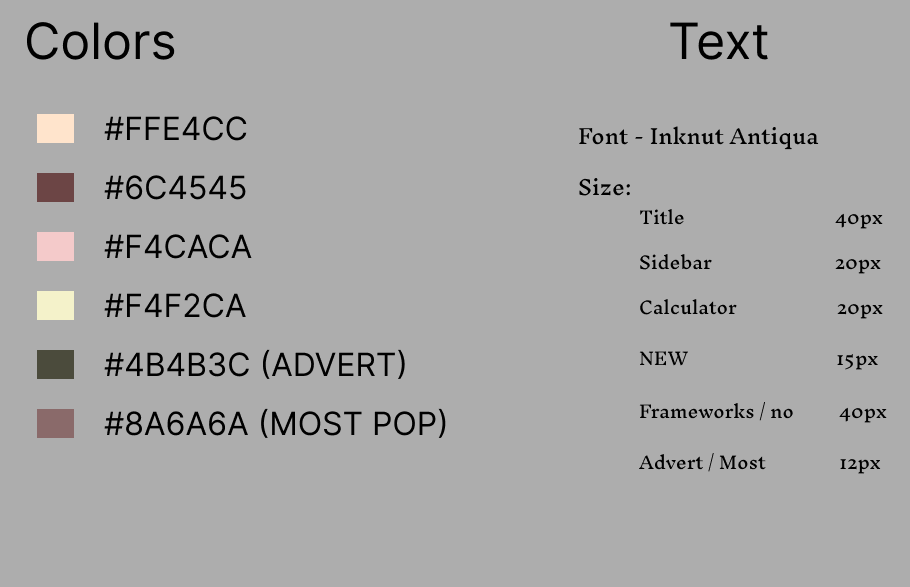 Colors
#FFE4CC
#6C4545
#F4CACA
#F4F2CA
#4B4B3C (ADVERT)
#8A6A6A (MOST POP)
Text
Font - Inknut Antiqua
Size:
Title 40px
Sidebar 20px
Calculator 20px
NEW 15px
Frameworks / no 40px
Advert / Most 12px